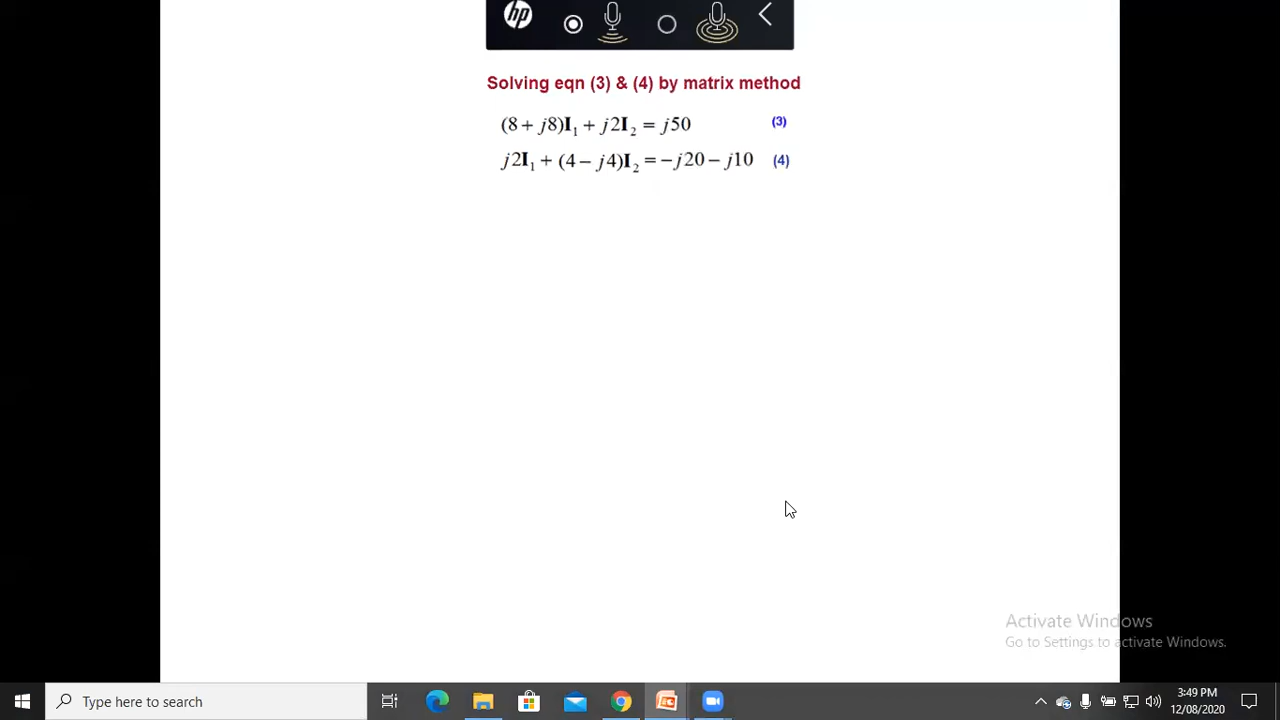 hp
Solving eqn (3) & (4) by matrix method
(8 + j8)I₁ + j2I₂ = j50 (3)
j2I₁ + (4 − j4)I₂ = −j20 − j10 (4)
Activate Windows
Go to Settings to activate Windows.
Type here to search
3:49 PM
12/08/2020